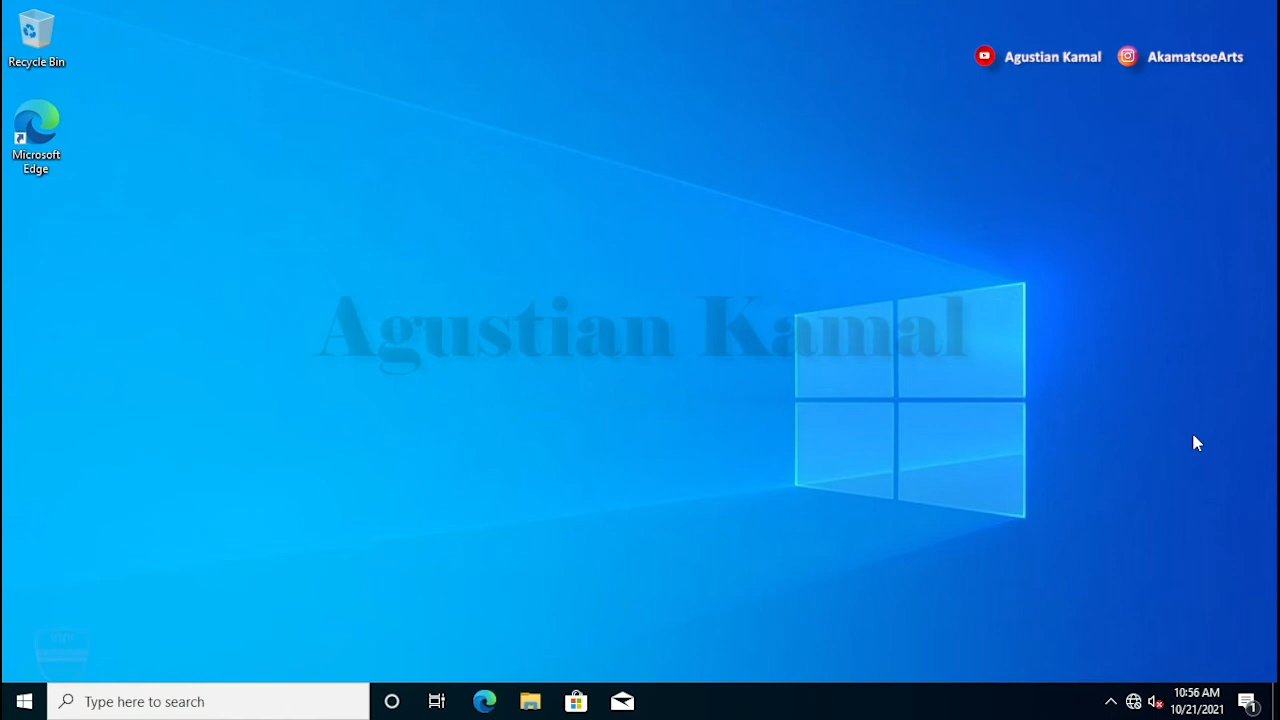 Recycle Bin
Agustian Kamal
AkamatsoeArts
Microsoft
Edge
Agustian Kamal
Type here to search
10:56 AM
10/21/2021
1